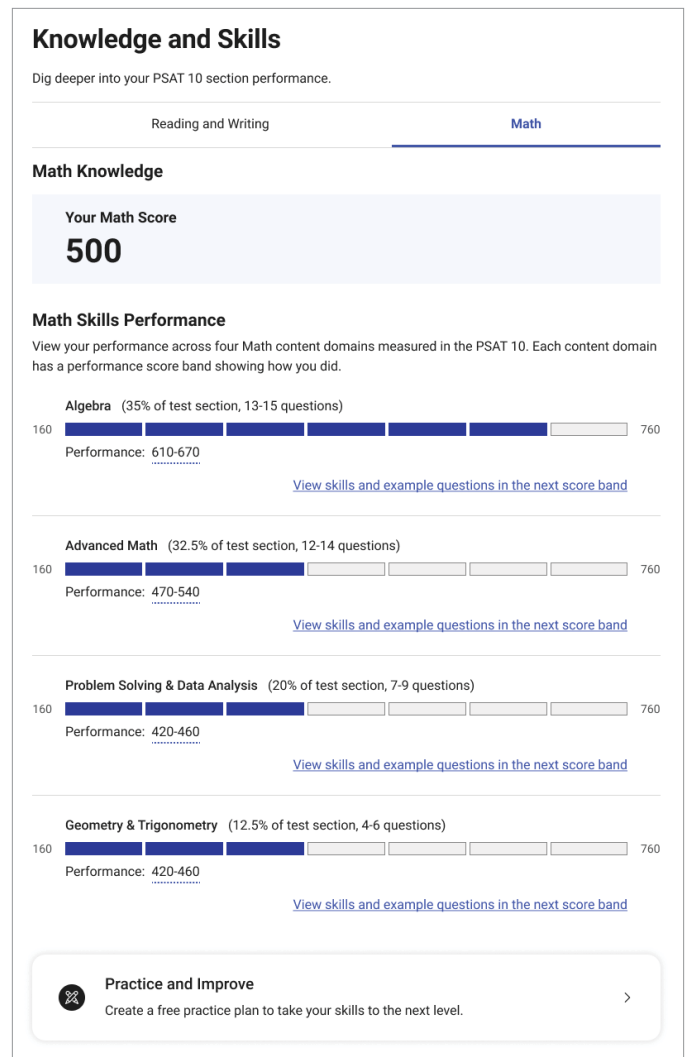 Knowledge and Skills
Dig deeper into your PSAT 10 section performance.
Reading and Writing
Math
Math Knowledge
Your Math Score
500
Math Skills Performance
View your performance across four Math content domains measured in the PSAT 10. Each content domain
has a performance score band showing how you did.
Algebra (35% of test section, 13-15 questions)
160 760
Performance: 610-670
View skills and example questions in the next score band
Advanced Math (32.5% of test section, 12-14 questions)
160 760
Performance: 470-540
View skills and example questions in the next score band
Problem Solving & Data Analysis (20% of test section, 7-9 questions)
160 760
Performance: 420-460
View skills and example questions in the next score band
Geometry & Trigonometry (12.5% of test section, 4-6 questions)
160 760
Performance: 420-460
View skills and example questions in the next score band
Practice and Improve
Create a free practice plan to take your skills to the next level.